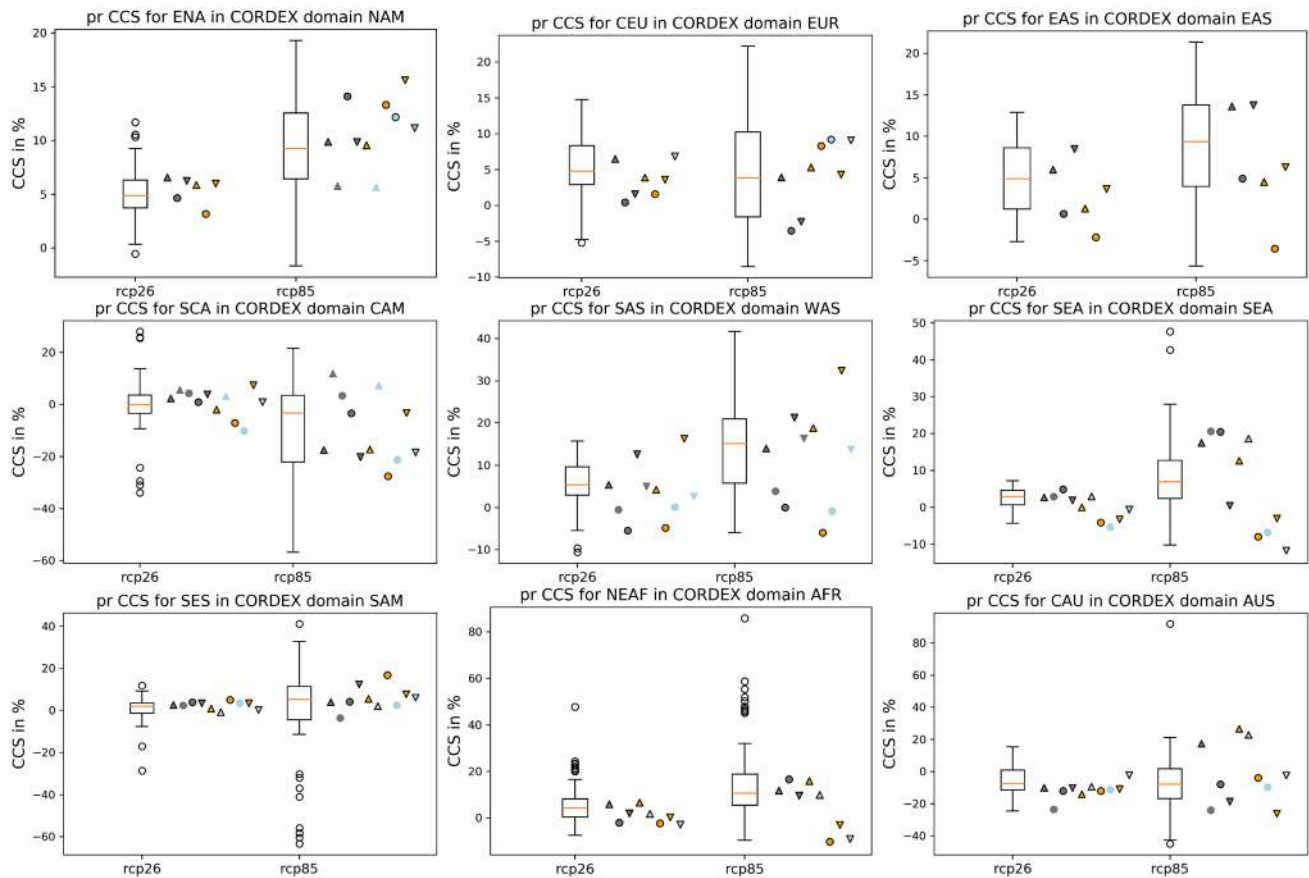 pr CCS for ENA in CORDEX domain NAM
CCS in %
20
15
10
5
0
rcp26
rcp85
pr CCS for CEU in CORDEX domain EUR
CCS in %
20
15
10
5
0
−5
−10
rcp26
rcp85
pr CCS for EAS in CORDEX domain EAS
CCS in %
20
15
10
5
0
−5
rcp26
rcp85
pr CCS for SCA in CORDEX domain CAM
CCS in %
20
0
−20
−40
−60
rcp26
rcp85
pr CCS for SAS in CORDEX domain WAS
CCS in %
40
30
20
10
0
−10
rcp26
rcp85
pr CCS for SEA in CORDEX domain SEA
CCS in %
50
40
30
20
10
0
−10
rcp26
rcp85
pr CCS for SES in CORDEX domain SAM
CCS in %
40
20
0
−20
−40
−60
rcp26
rcp85
pr CCS for NEAF in CORDEX domain AFR
CCS in %
80
60
40
20
0
rcp26
rcp85
pr CCS for CAU in CORDEX domain AUS
CCS in %
80
60
40
20
0
−20
−40
rcp26
rcp85